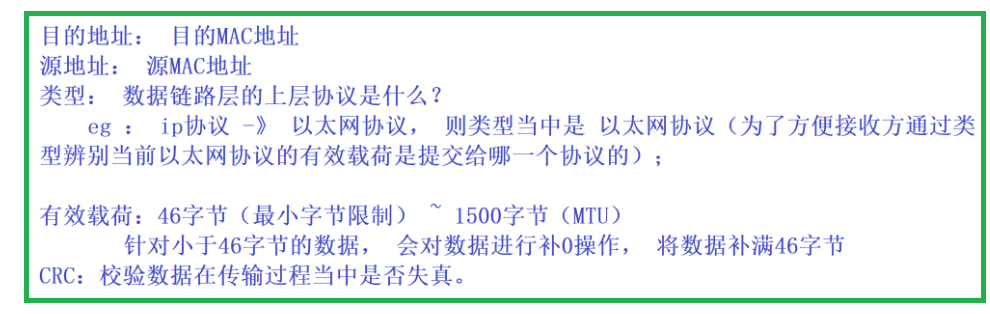 目的地址： 目的MAC地址
源地址： 源MAC地址
类型： 数据链路层的上层协议是什么？
eg ： ip协议 -》 以太网协议， 则类型当中是 以太网协议（为了方便接收方通过类
型辨别当前以太网协议的有效载荷是提交给哪一个协议的）；
有效载荷：46字节（最小字节限制） ~ 1500字节（MTU）
针对小于46字节的数据， 会对数据进行补0操作， 将数据补满46字节
CRC：校验数据在传输过程当中是否失真。